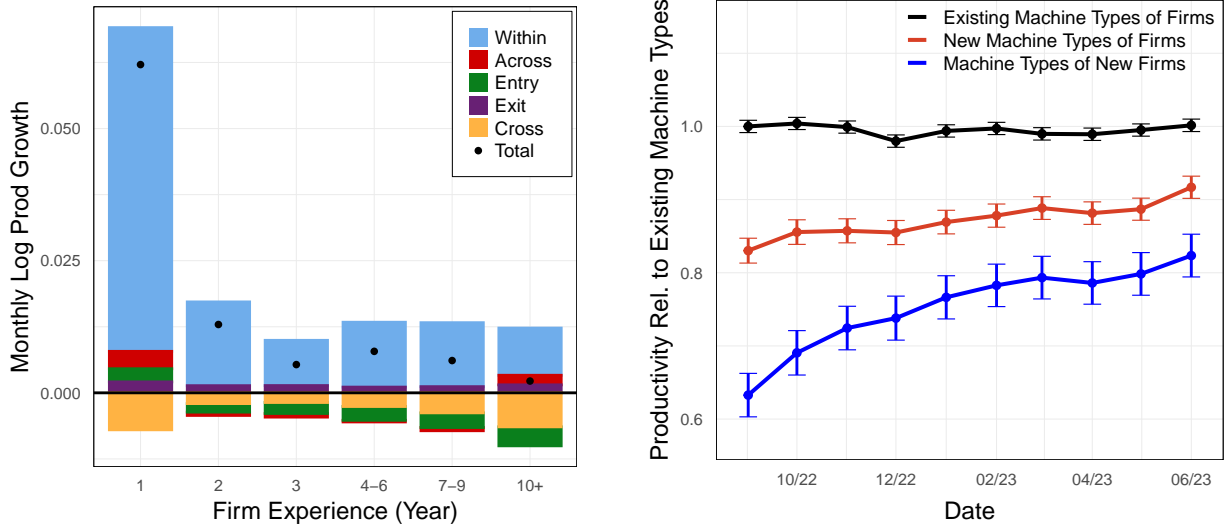 Monthly Log Prod Growth
0.050
0.025
0.000
Within
Across
Entry
Exit
Cross
Total
1
2
3
4–6
7–9
10+
Firm Experience (Year)
Productivity Rel. to Existing Machine Types
1.0
0.8
0.6
Existing Machine Types of Firms
New Machine Types of Firms
Machine Types of New Firms
10/22
12/22
02/23
04/23
06/23
Date